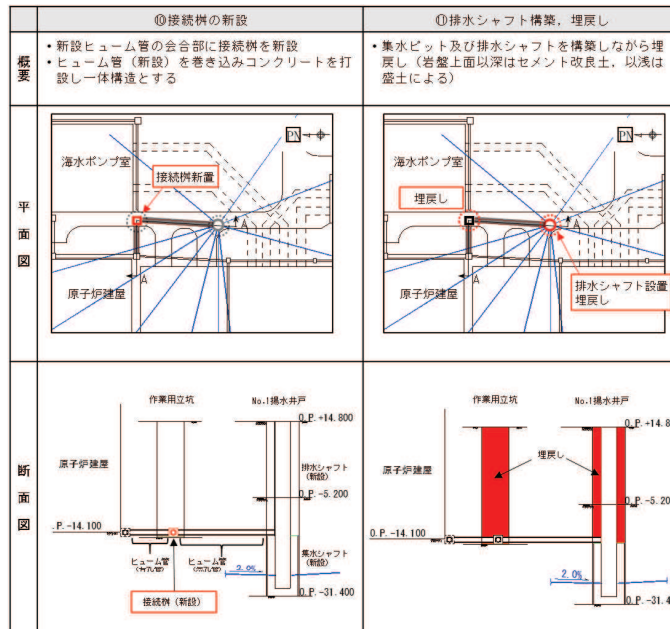 ⑩接続桝の新設
⑪排水シャフト構築，埋戻し
概要
・新設ヒューム管の会合部に接続桝を新設
・ヒューム管（新設）を巻き込みコンクリートを打
設し一体構造とする
・集水ピット及び排水シャフトを構築しながら埋
戻し（岩盤上面以深はセメント改良土，以浅は
盛土による）
平面図
PN
海水ポンプ室
接続桝新置
A
A
原子炉建屋
PN
海水ポンプ室
埋戻し
A
A
原子炉建屋
排水シャフト設置
埋戻し
断面図
作業用立坑
No.1揚水井戸
O.P.+14.800
原子炉建屋
排水シャフト
（新設）
O.P.-5.200
.P.-14.100
ヒューム管
ヒューム管
集水シャフト
（新設）
2.0%
接続桝（新設）
O.P.-31.400
作業用立坑
No.1揚水井戸
O.P.+14.8
原子炉建屋
埋戻し
O.P.-5.200
O.P.-14.100
2.0%
O.P.-31.4